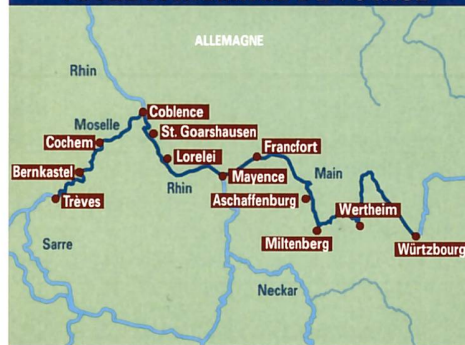 ALLEMAGNE
Rhin
Coblence
Moselle
St. Goarshausen
Cochem
Francfort
Lorelei
Bernkastel
Main
Mayence
Rhin
Trèves
Aschaffenburg
Wertheim
Sarre
Miltenberg
Würtzbourg
Neckar